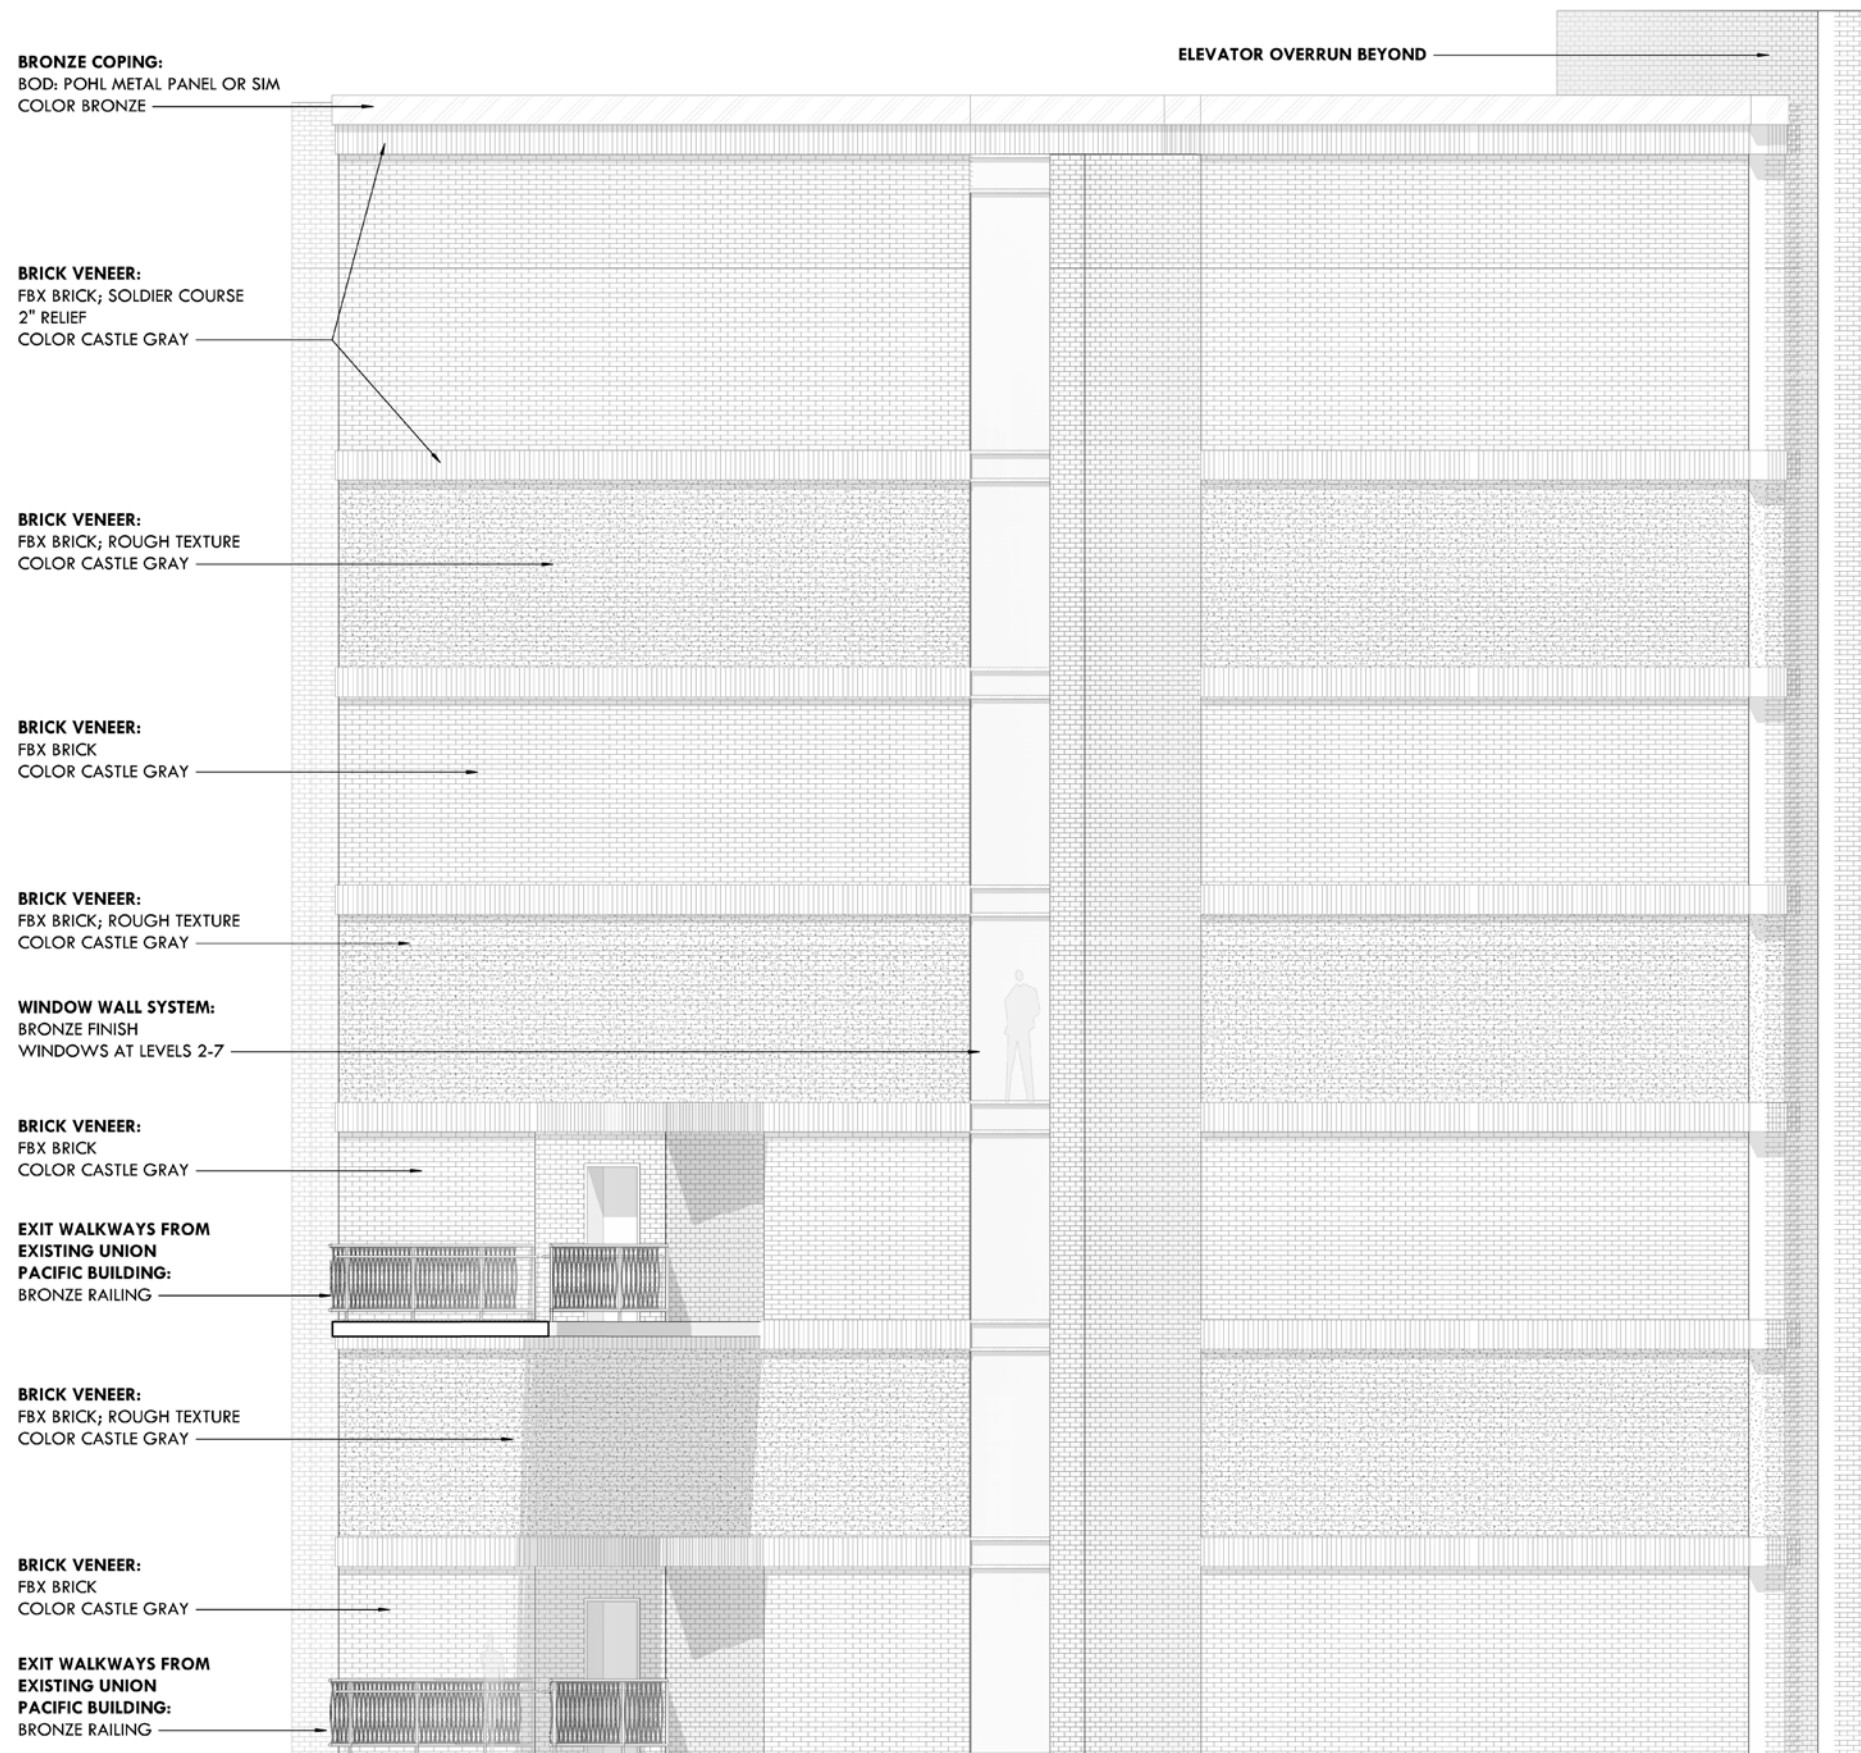 BRONZE COPING:
BOD: POHL METAL PANEL OR SIM
COLOR BRONZE
ELEVATOR OVERRUN BEYOND
BRICK VENEER:
FBX BRICK; SOLDIER COURSE
2" RELIEF
COLOR CASTLE GRAY
BRICK VENEER:
FBX BRICK; ROUGH TEXTURE
COLOR CASTLE GRAY
BRICK VENEER:
FBX BRICK
COLOR CASTLE GRAY
BRICK VENEER:
FBX BRICK; ROUGH TEXTURE
COLOR CASTLE GRAY
WINDOW WALL SYSTEM:
BRONZE FINISH
WINDOWS AT LEVELS 2-7
BRICK VENEER:
FBX BRICK
COLOR CASTLE GRAY
EXIT WALKWAYS FROM
EXISTING UNION
PACIFIC BUILDING:
BRONZE RAILING
BRICK VENEER:
FBX BRICK; ROUGH TEXTURE
COLOR CASTLE GRAY
BRICK VENEER:
FBX BRICK
COLOR CASTLE GRAY
EXIT WALKWAYS FROM
EXISTING UNION
PACIFIC BUILDING:
BRONZE RAILING